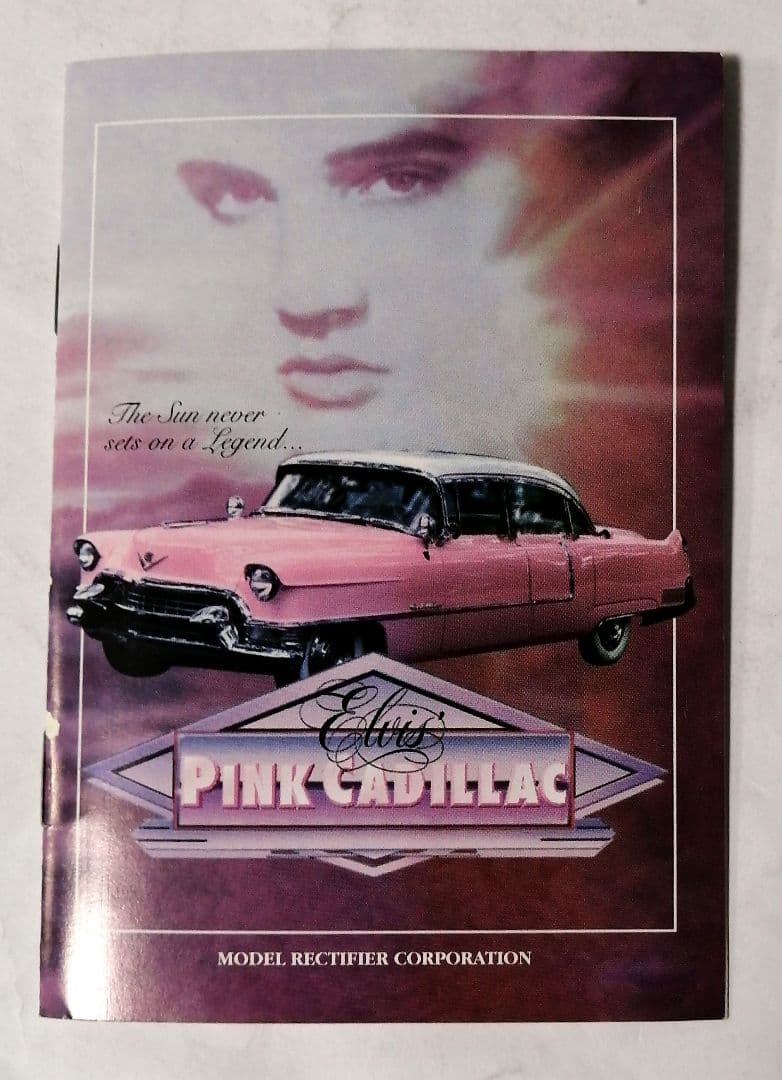 The Sun never
sets on a Legend...
Elvis'
PINK CADILLAC
MODEL RECTIFIER CORPORATION